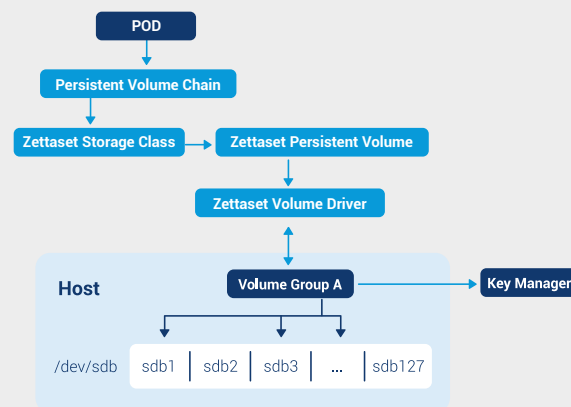 POD
Persistent Volume Chain
Zettaset Storage Class
Zettaset Persistent Volume
Zettaset Volume Driver
Host
Volume Group A
Key Manager
/dev/sdb
sdb1
sdb2
sdb3
...
sdb127